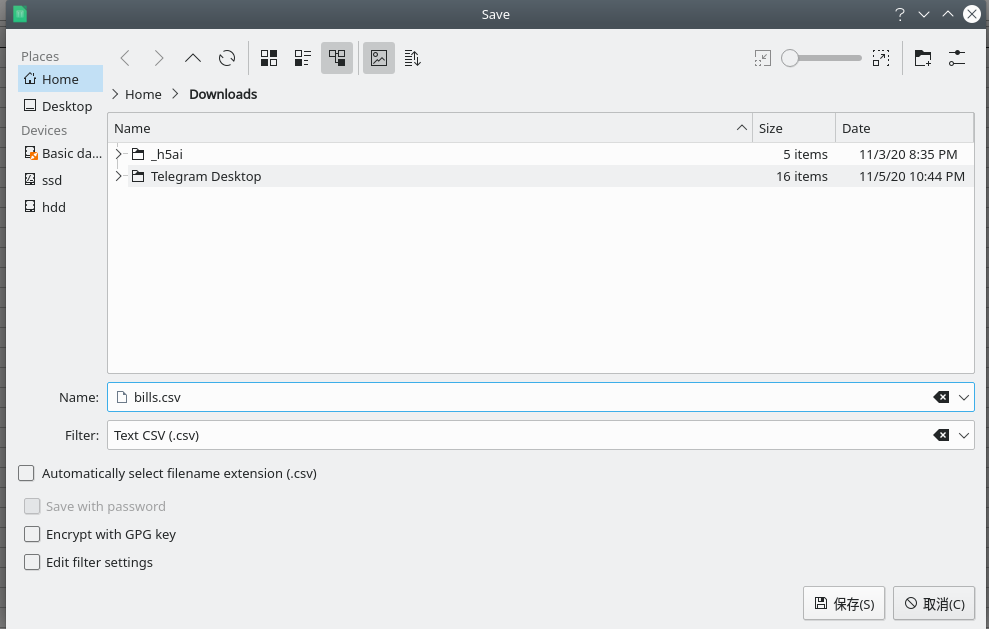 Save
Places
Home
Desktop
Devices
Basic da...
ssd
hdd
Home Downloads
Name Size Date
_h5ai 5 items 11/3/20 8:35 PM
Telegram Desktop 16 items 11/5/20 10:44 PM
Name: bills.csv
Filter: Text CSV (.csv)
Automatically select filename extension (.csv)
Save with password
Encrypt with GPG key
Edit filter settings
保存(S) 取消(C)